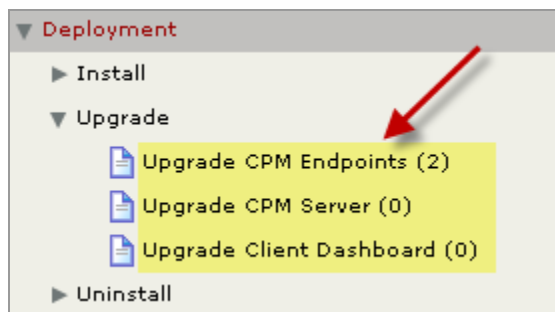 Deployment
Install
Upgrade
Upgrade CPM Endpoints (2)
Upgrade CPM Server (0)
Upgrade Client Dashboard (0)
Uninstall